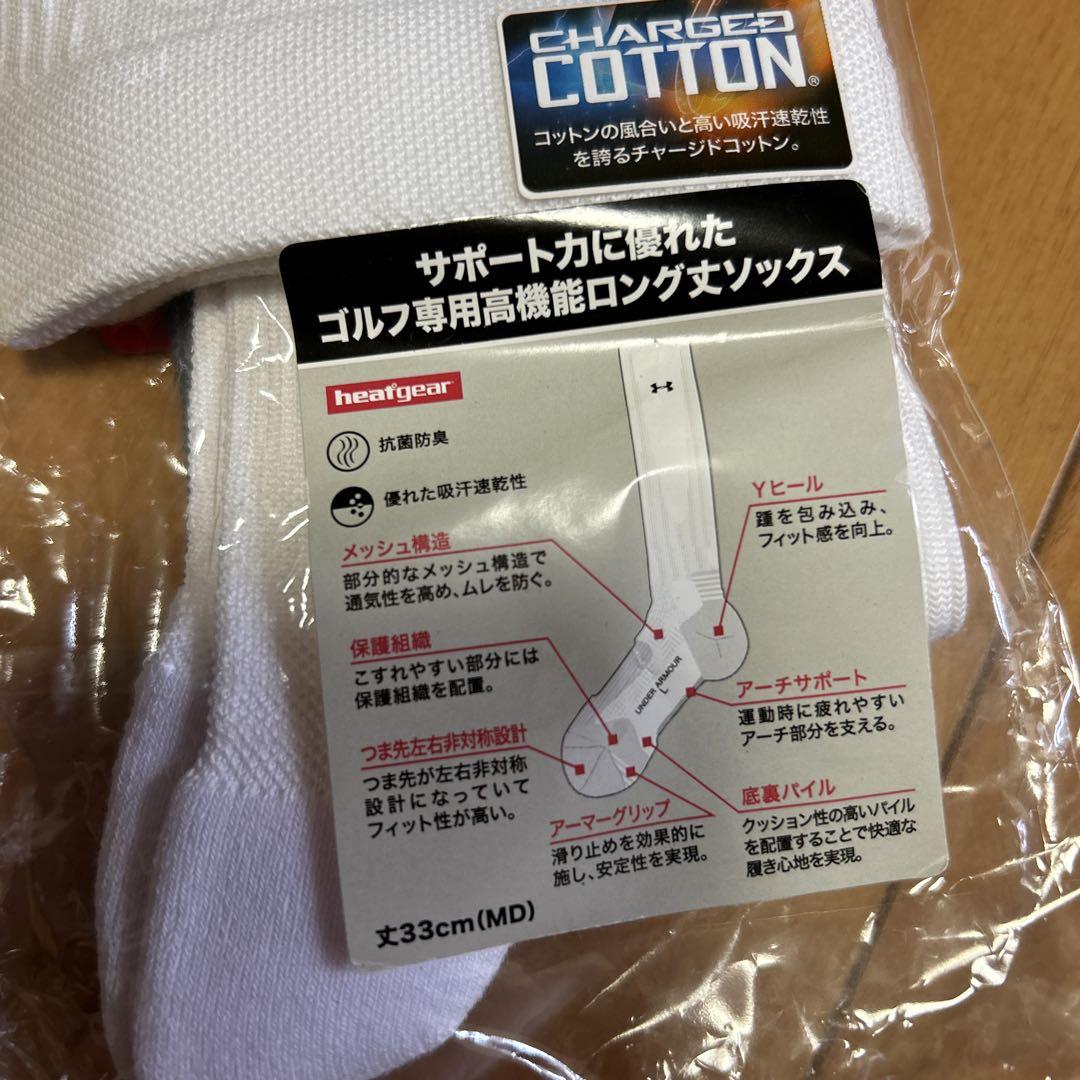 CHARGED
COTTON®
コットンの風合いと高い吸汗速乾性
を誇るチャージドコットン。
サポート力に優れた
ゴルフ専用高機能ロング丈ソックス
heatgear
抗菌防臭
優れた吸汗速乾性
メッシュ構造
部分的なメッシュ構造で
通気性を高め、ムレを防ぐ。
保護組織
こすれやすい部分には
保護組織を配置。
つま先左右非対称設計
つま先が左右非対称
設計になっていて
フィット性が高い。
アーマーグリップ
滑り止めを効果的に
施し、安定性を実現。
Yヒール
踵を包み込み、
フィット感を向上。
アーチサポート
運動時に疲れやすい
アーチ部分を支える。
底裏パイル
クッション性の高いパイル
を配置することで快適な
履き心地を実現。
UNDER ARMOUR
L
丈33cm(MD)